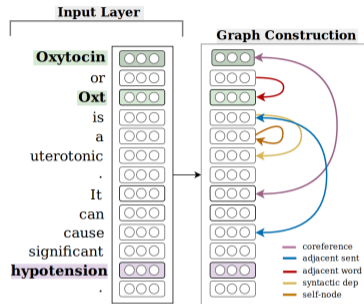 Input Layer
Graph Construction
Oxytocin
or
Oxt
is
a
uterotonic
.
It
can
cause
significant
hypotension
.
coreference
adjacent sent
adjacent word
syntactic dep
self-node